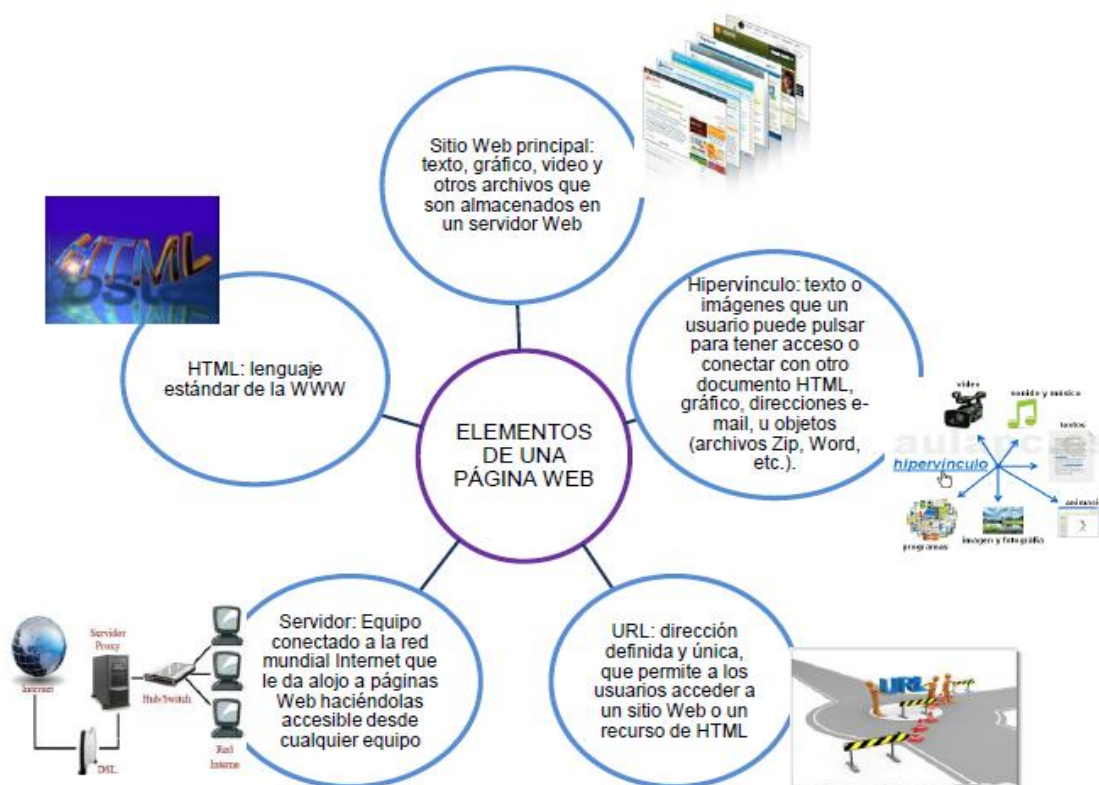 Sitio Web principal:
texto, gráfico, video y
otros archivos que
son almacenados en
un servidor Web
HTML
HTML: lenguaje
estándar de la WWW
Hipervínculo: texto o
imágenes que un
usuario puede pulsar
para tener acceso o
conectar con otro
documento HTML,
gráfico, direcciones e-
mail, u objetos
(archivos Zip, Word,
etc.).
video
sonido y música
textos
hipervínculo
animaci
programas
imagen y fotográfia
ELEMENTOS
DE UNA
PÁGINA WEB
Servidor: Equipo
conectado a la red
mundial Internet que
le da alojo a páginas
Web haciéndolas
accesible desde
cualquier equipo
Servidor
Proxy
Internet
Hub/Switch
DSL
Red
Interna
URL: dirección
definida y única,
que permite a los
usuarios acceder a
un sitio Web o un
recurso de HTML
URL